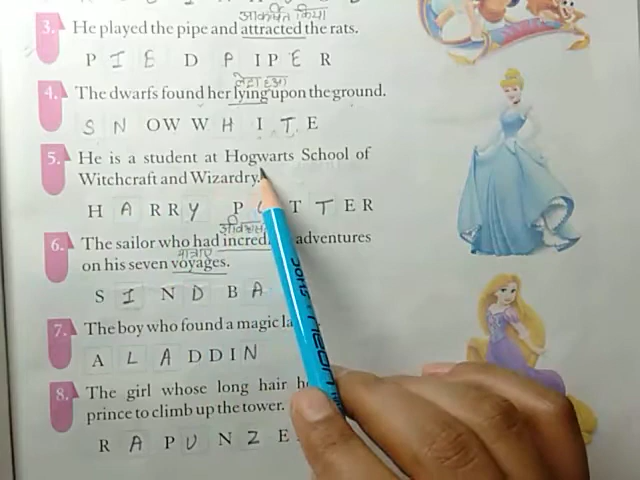 आकर्षित किया
3. He played the pipe and attracted the rats.
P I E D P I P E R
लेटा हुआ
4. The dwarfs found her lying upon the ground.
S N OW W H I T E
5. He is a student at Hogwarts School of
Witchcraft and Wizardry.
H A R R Y P T T E R
6. The sailor who had adventures
यात्राएं
on his seven voyages.
S I N D B A
7. The boy who found a magic
A L A D D I N
8. The girl whose long hair
prince to climb up the tower.
R A P U N Z E